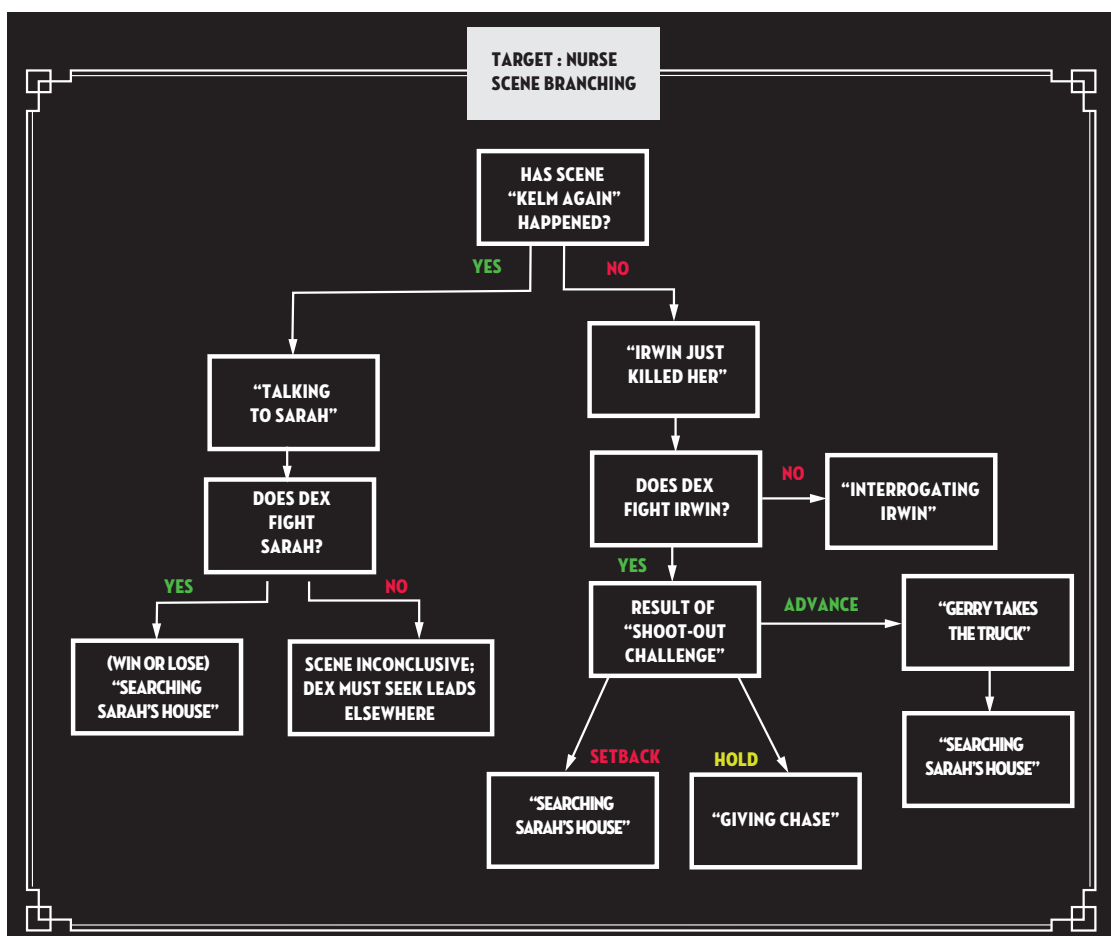 TARGET : NURSE
SCENE BRANCHING
HAS SCENE
“KELM AGAIN”
HAPPENED?
YES
NO
“TALKING
TO SARAH”
“IRWIN JUST
KILLED HER”
DOES DEX
FIGHT
SARAH?
DOES DEX
FIGHT IRWIN?
NO
“INTERROGATING
IRWIN”
YES
NO
YES
(WIN OR LOSE)
“SEARCHING
SARAH’S HOUSE”
SCENE INCONCLUSIVE;
DEX MUST SEEK LEADS
ELSEWHERE
RESULT OF
“SHOOT-OUT
CHALLENGE”
ADVANCE
“GERRY TAKES
THE TRUCK”
SETBACK
HOLD
“SEARCHING
SARAH’S HOUSE”
“GIVING CHASE”
“SEARCHING
SARAH’S HOUSE”